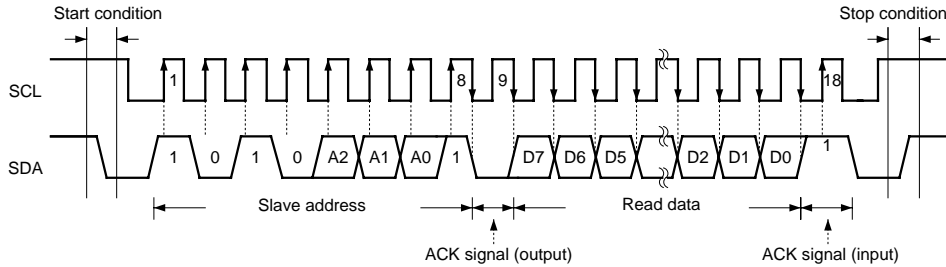 Start condition
Stop condition
SCL
1 8 9 18
SDA
1 0 1 0 A2 A1 A0 1 D7 D6 D5 D2 D1 D0 1
Slave address
Read data
ACK signal (output)
ACK signal (input)